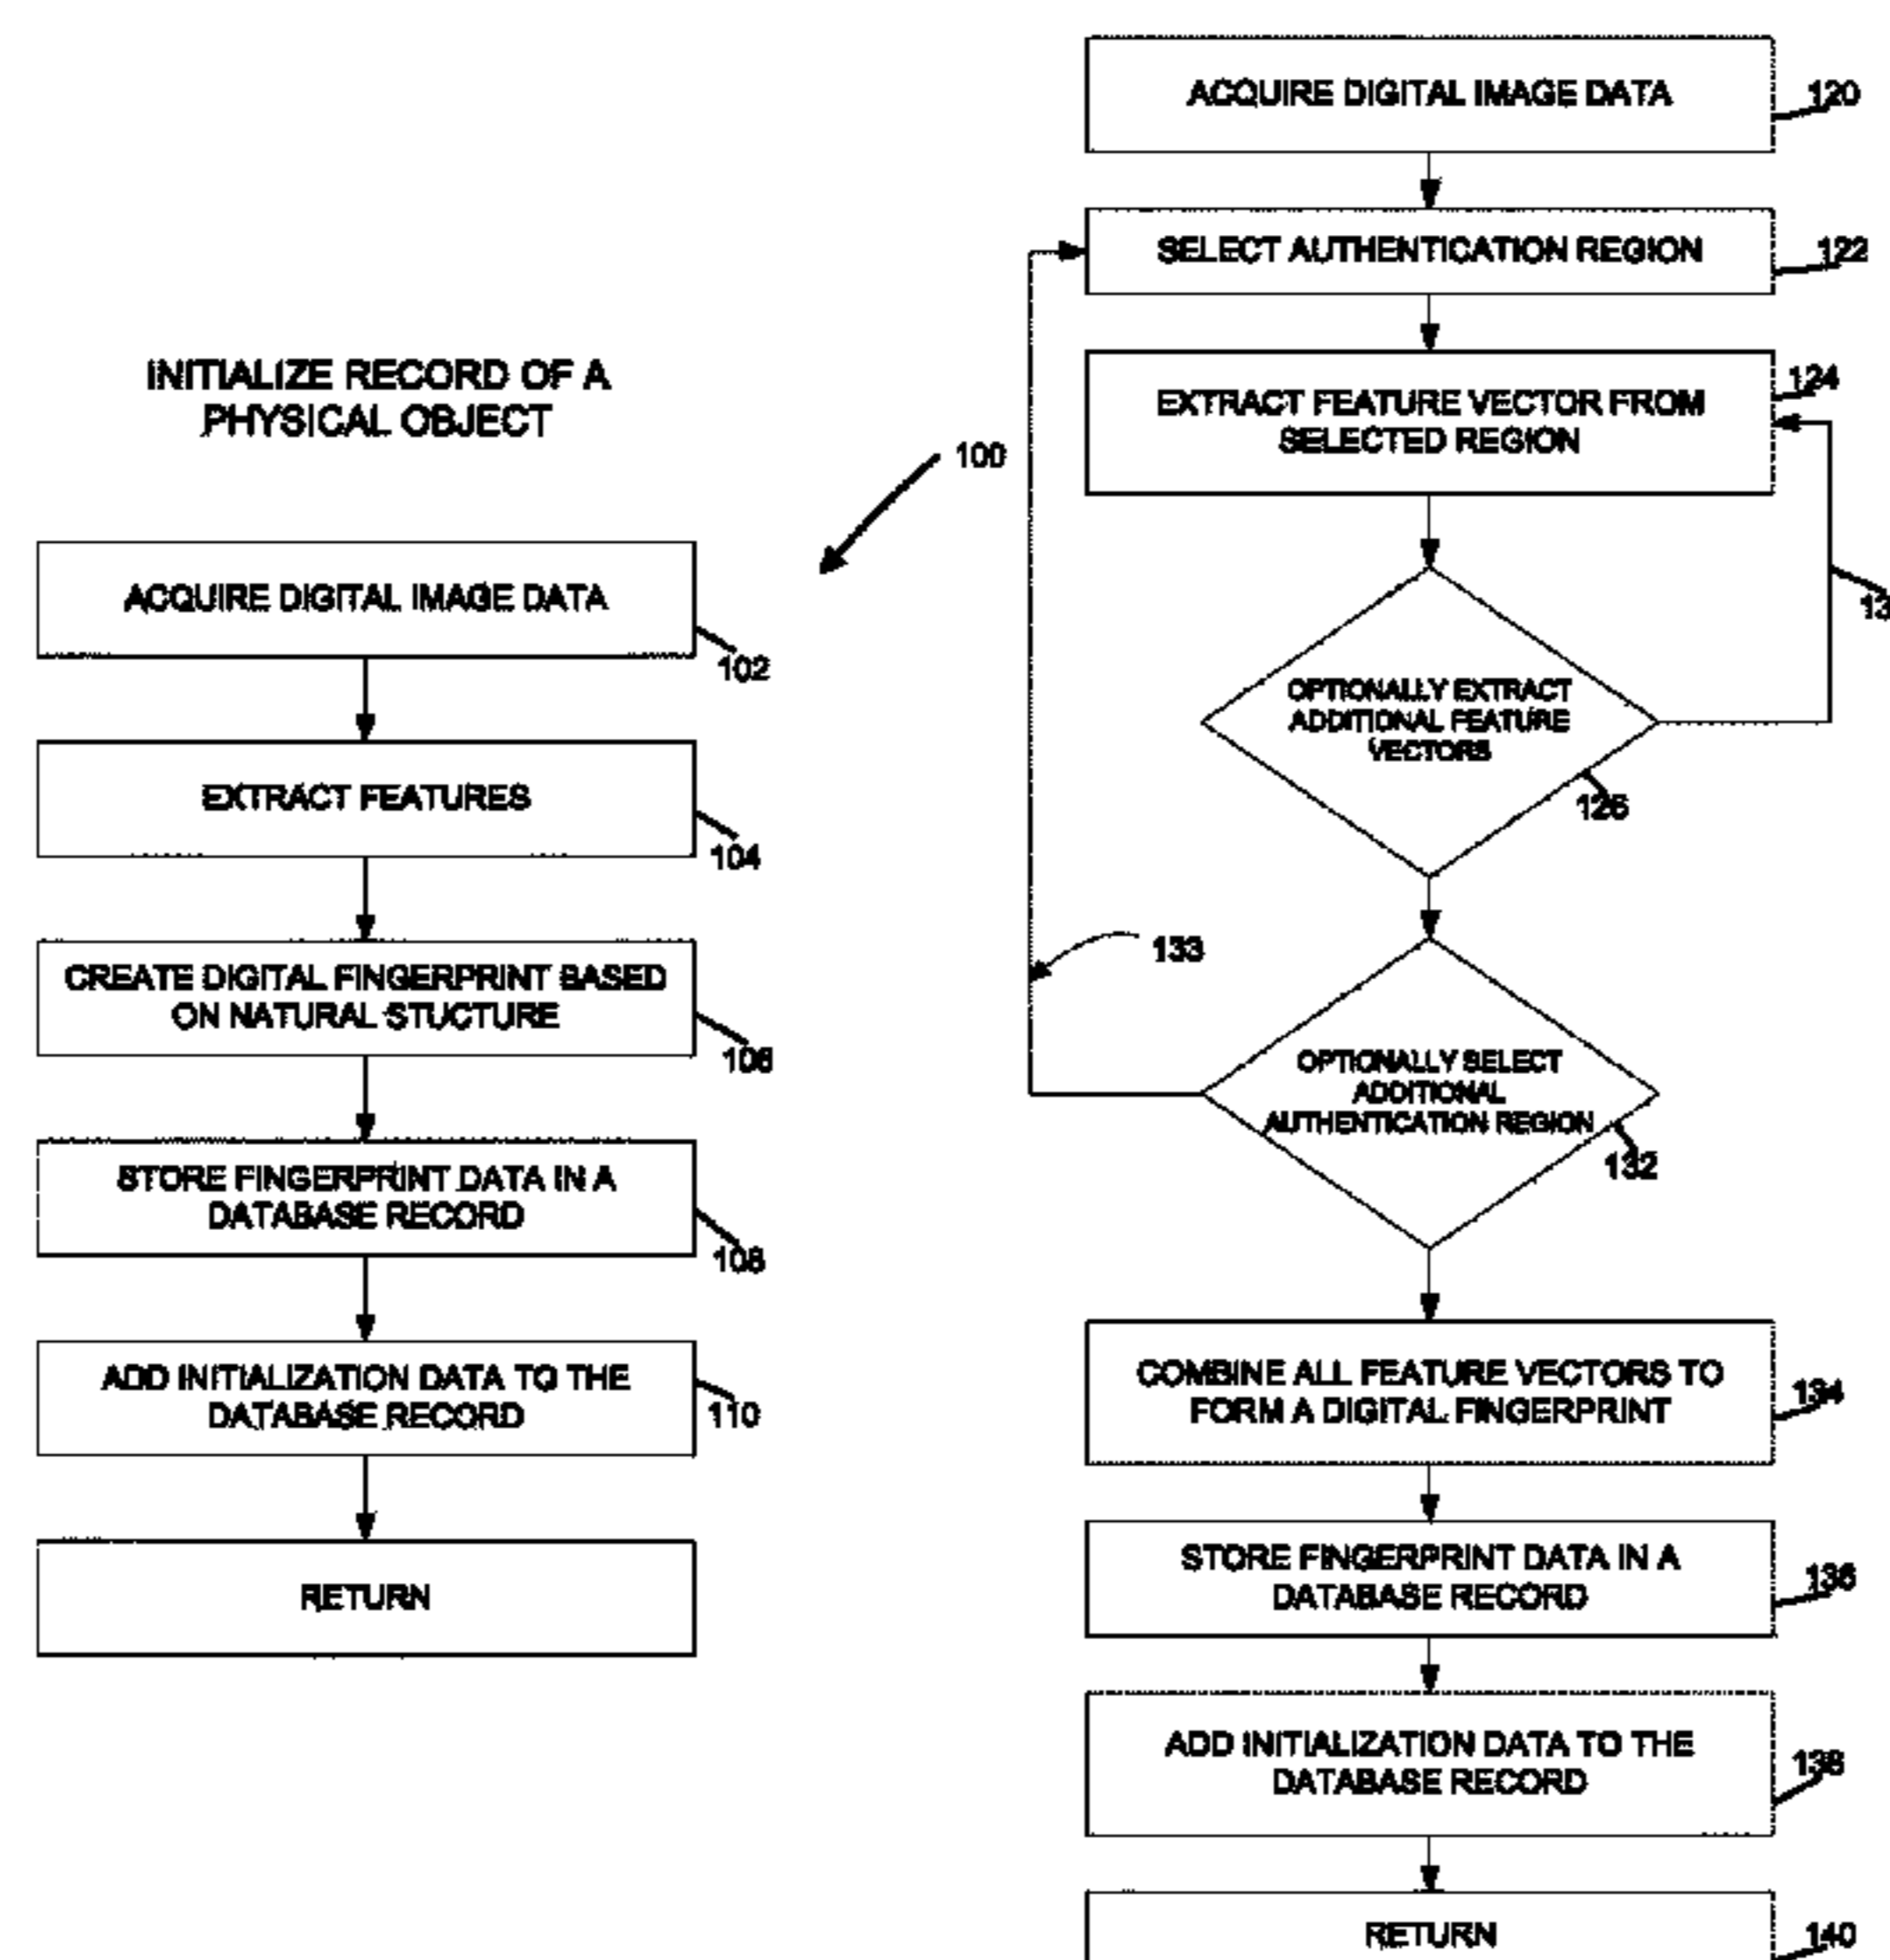 INITIALIZE RECORD OF A
PHYSICAL OBJECT
100
ACQUIRE DIGITAL IMAGE DATA
102
EXTRACT FEATURES
104
CREATE DIGITAL FINGERPRINT BASED
ON NATURAL STUCTURE
106
STORE FINGERPRINT DATA IN A
DATABASE RECORD
108
ADD INITIALIZATION DATA TO THE
DATABASE RECORD
110
RETURN
ACQUIRE DIGITAL IMAGE DATA
120
SELECT AUTHENTICATION REGION
122
EXTRACT FEATURE VECTOR FROM
SELECTED REGION
124
OPTIONALLY EXTRACT
ADDITIONAL FEATURE
VECTORS
126
OPTIONALLY SELECT
ADDITIONAL
AUTHENTICATION REGION
132
133
COMBINE ALL FEATURE VECTORS TO
FORM A DIGITAL FINGERPRINT
134
STORE FINGERPRINT DATA IN A
DATABASE RECORD
136
ADD INITIALIZATION DATA TO THE
DATABASE RECORD
138
RETURN
140